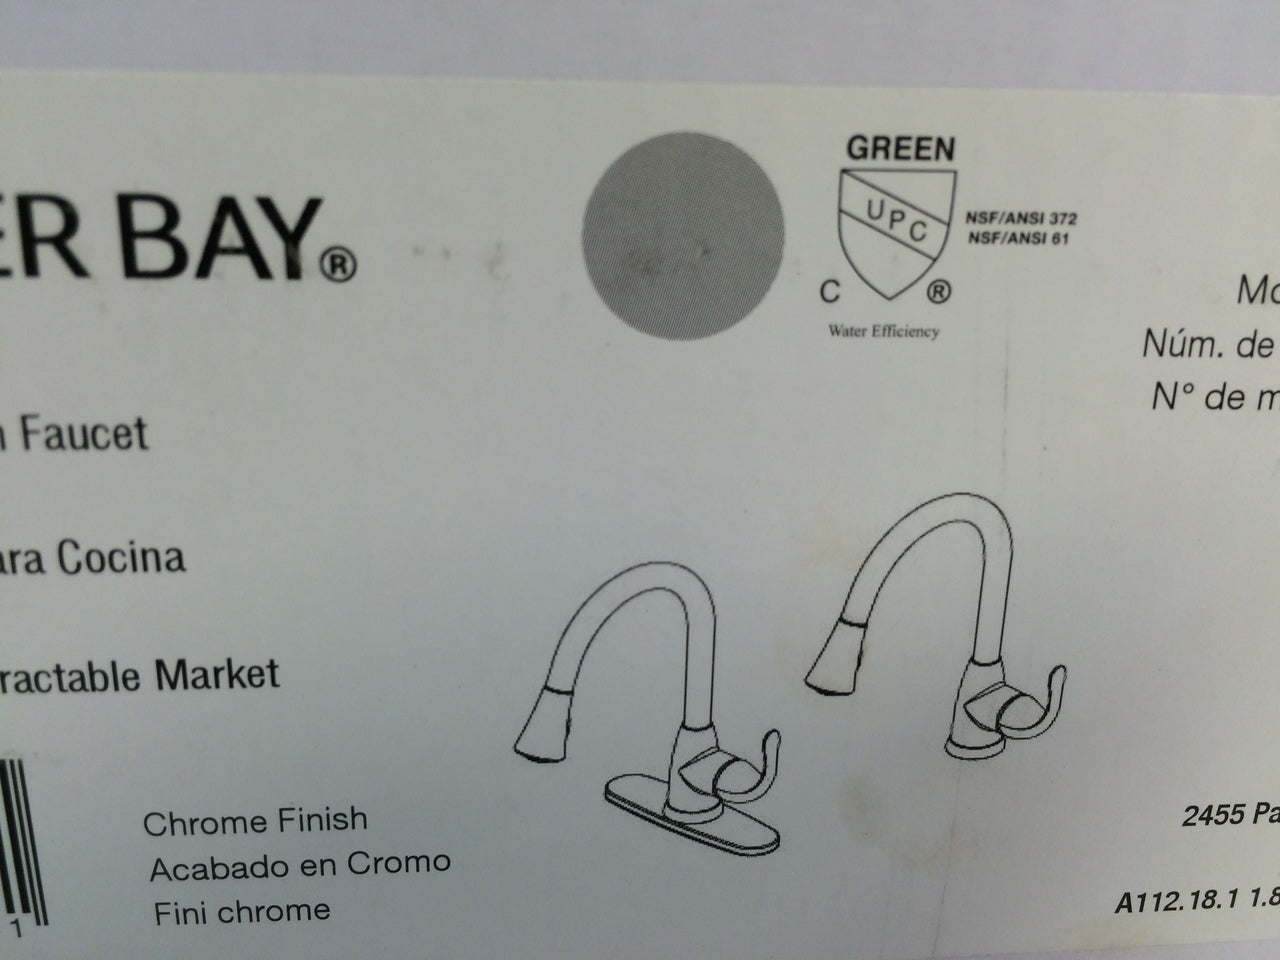 ER BAY®
GREEN
UPC
NSF/ANSI 372
NSF/ANSI 61
C ®
Water Efficiency
Mo
Núm. de
N° de m
n Faucet
ara Cocina
ractable Market
Chrome Finish
Acabado en Cromo
Fini chrome
1
2455 Pa
A112.18.1 1.8